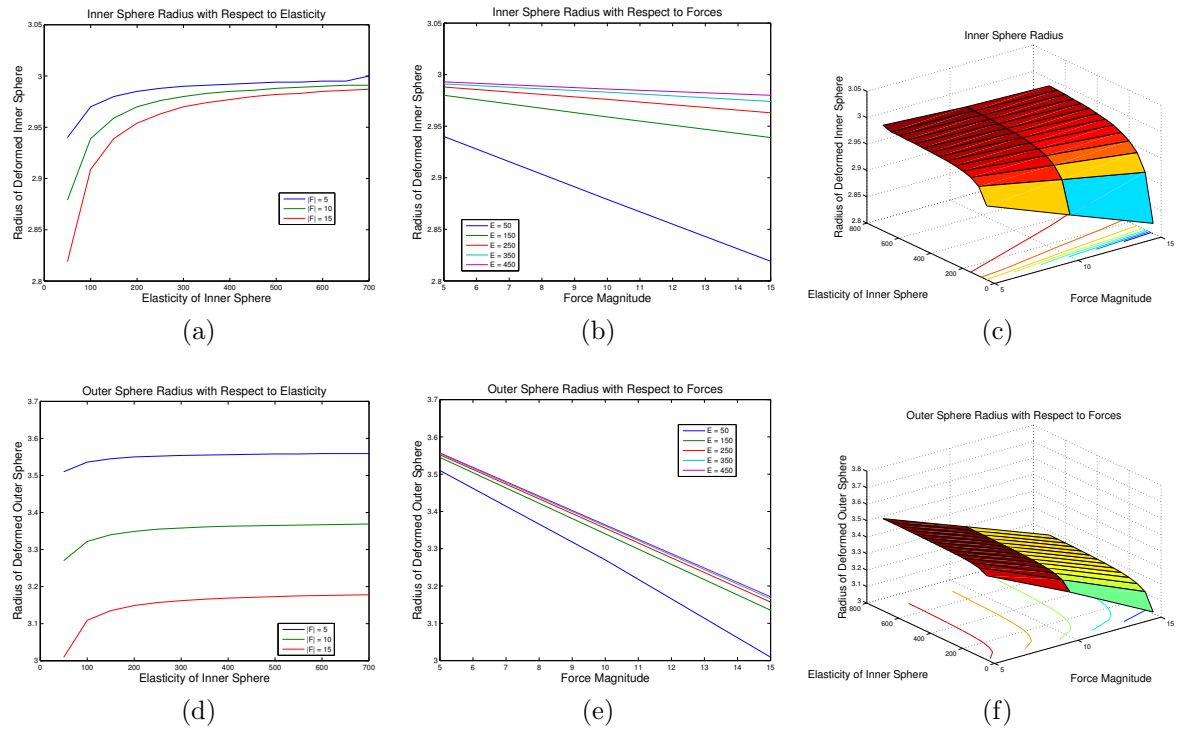 Inner Sphere Radius with Respect to Elasticity
3.05
3
2.95
2.9
2.85
2.8
0 100 200 300 400 500 600 700
Radius of Deformed Inner Sphere
Elasticity of Inner Sphere
|F| = 5
|F| = 10
|F| = 15
(a)
Inner Sphere Radius with Respect to Forces
3.05
3
2.95
2.9
2.85
2.8
5 6 7 8 9 10 11 12 13 14 15
Radius of Deformed Inner Sphere
Force Magnitude
E = 50
E = 150
E = 250
E = 350
E = 450
(b)
Inner Sphere Radius
3.05
3
2.95
2.9
2.85
2.8
800
600
400
200
0
5
10
15
Radius of Deformed Inner Sphere
Elasticity of Inner Sphere
Force Magnitude
(c)
Outer Sphere Radius with Respect to Elasticity
3.7
3.6
3.5
3.4
3.3
3.2
3.1
3
0 100 200 300 400 500 600 700
Radius of Deformed Outer Sphere
Elasticity of Inner Sphere
|F| = 5
|F| = 10
|F| = 15
(d)
Outer Sphere Radius with Respect to Forces
3.7
3.6
3.5
3.4
3.3
3.2
3.1
3
5 6 7 8 9 10 11 12 13 14 15
Radius of Deformed Outer Sphere
Force Magnitude
E = 50
E = 150
E = 250
E = 350
E = 450
(e)
Outer Sphere Radius with Respect to Forces
3.8
3.7
3.6
3.5
3.4
3.3
3.2
3.1
3
800
600
400
200
0
5
10
15
Radius of Deformed Outer Sphere
Elasticity of Inner Sphere
Force Magnitude
(f)